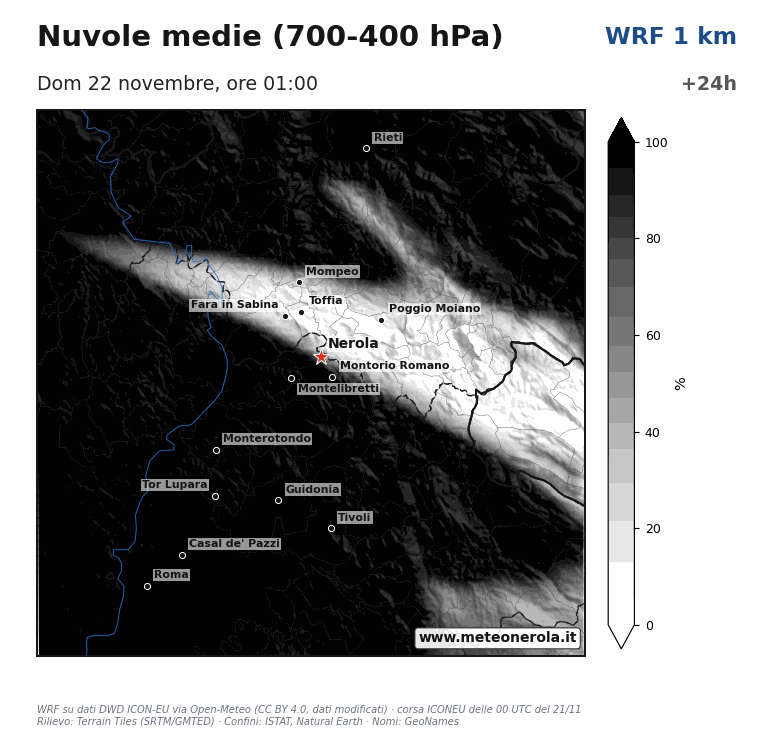 Nuvole medie (700-400 hPa)
WRF 1 km
Dom 22 novembre, ore 01:00
+24h
Rieti
Mompeo
Toffia
Fara in Sabina
Poggio Moiano
Nerola
Montorio Romano
Montelibretti
Monterotondo
Tor Lupara
Guidonia
Tivoli
Casal de' Pazzi
Roma
www.meteonerola.it
100
80
60
40
20
0
%
WRF su dati DWD ICON-EU via Open-Meteo (CC BY 4.0, dati modificati) · corsa ICONEU delle 00 UTC del 21/11
Rilievo: Terrain Tiles (SRTM/GMTED) · Confini: ISTAT, Natural Earth · Nomi: GeoNames